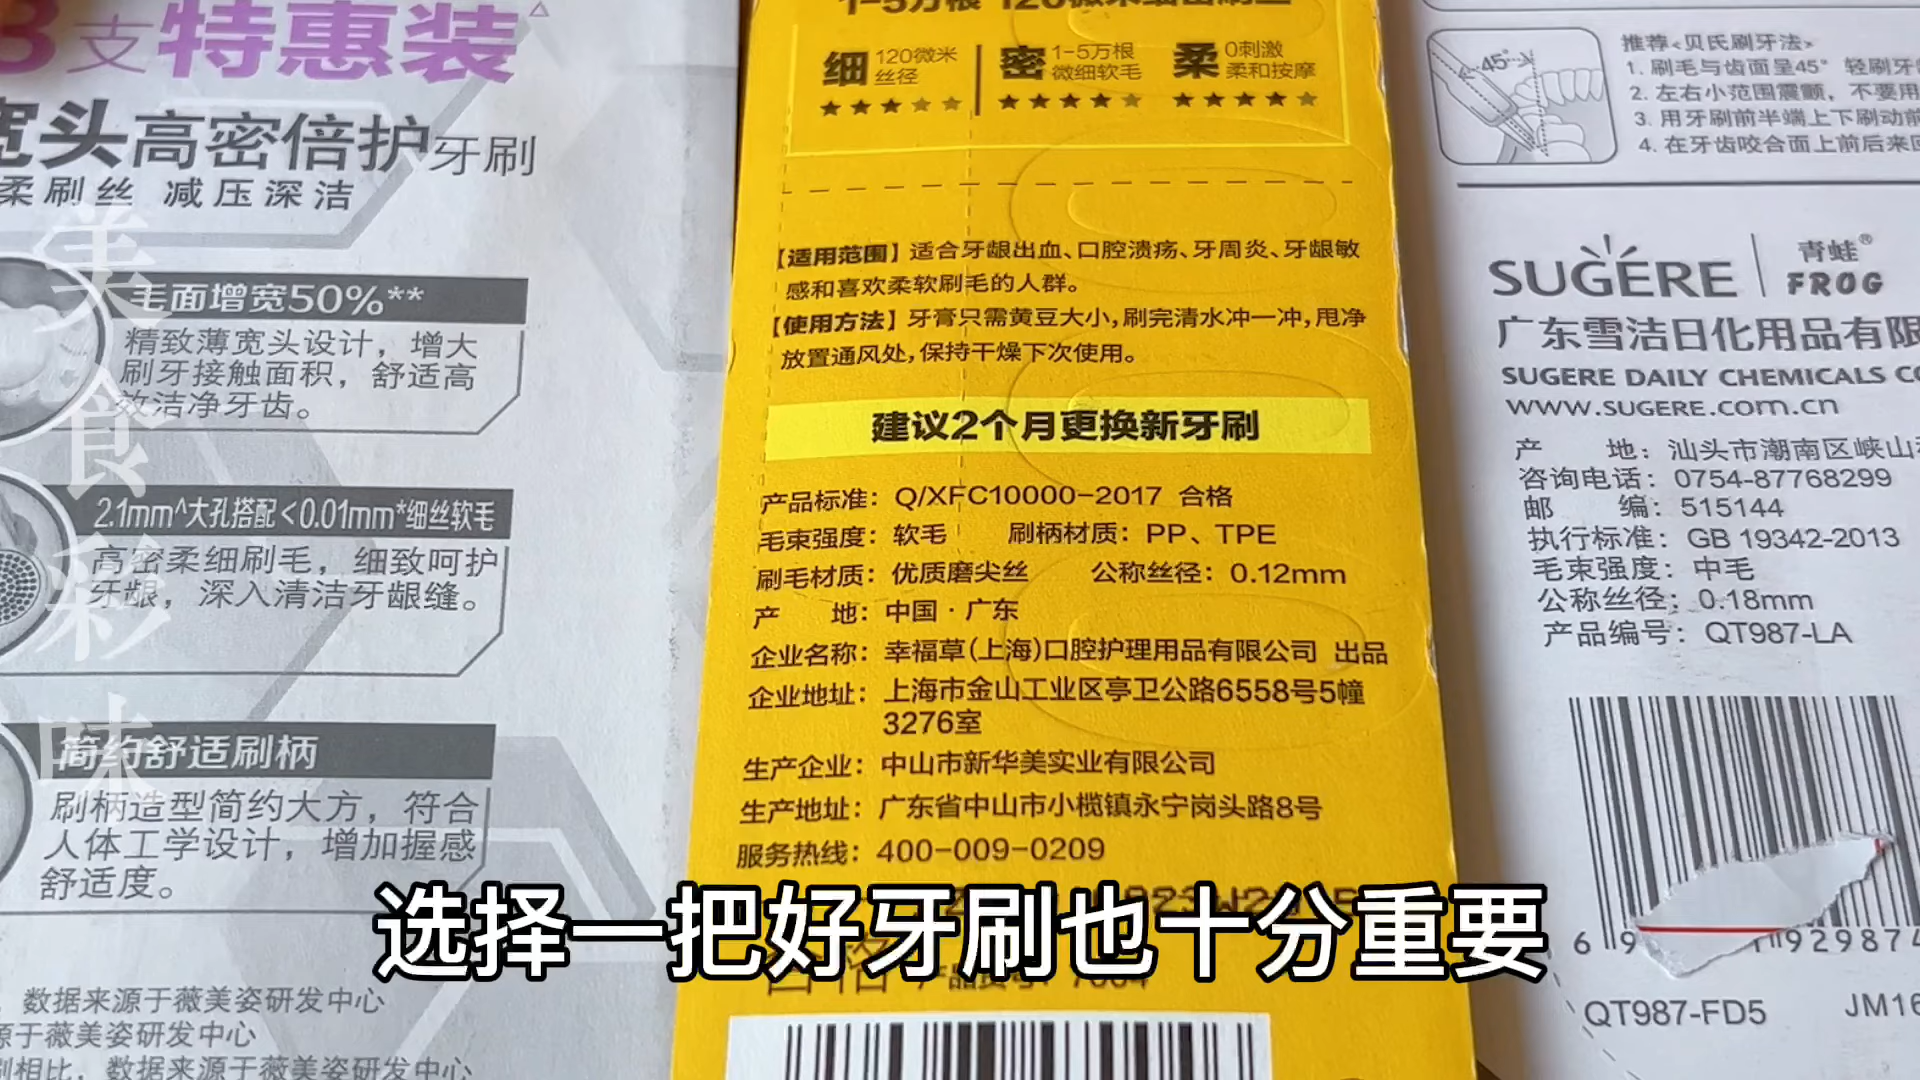 3支特惠装
宽头高密倍护牙刷
柔刷丝 减压深洁
毛面增宽50%**
精致薄宽头设计，增大
刷牙接触面积，舒适高
效洁净牙齿。
2.1mm^大孔搭配<0.01mm*细丝软毛
高密柔细刷毛，细致呵护
牙龈，深入清洁牙龈缝。
简约舒适刷柄
刷柄造型简约大方，符合
人体工学设计，增加握感
舒适度。
数据来源于薇美姿研发中心
源于薇美姿研发中心
刷相比，数据来源于薇美姿研发中心
美食彩味
细 120微米
丝径
密 1-5万根
微细软毛
柔 0刺激
柔和按摩
★★★★★ ★★★★★ ★★★★★
【适用范围】适合牙龈出血、口腔溃疡、牙周炎、牙龈敏
感和喜欢柔软刷毛的人群。
【使用方法】牙膏只需黄豆大小，刷完清水冲一冲，甩净
放置通风处，保持干燥下次使用。
建议2个月更换新牙刷
产品标准：Q/XFC10000-2017 合格
毛束强度：软毛 刷柄材质：PP、TPE
刷毛材质：优质磨尖丝 公称丝径：0.12mm
产 地：中国·广东
企业名称：幸福草(上海)口腔护理用品有限公司 出品
企业地址：上海市金山工业区亭卫公路6558号5幢
3276室
生产企业：中山市新华美实业有限公司
生产地址：广东省中山市小榄镇永宁岗头路8号
服务热线：400-009-0209
选择一把好牙刷也十分重要
45°
推荐<贝氏刷牙法>
1. 刷毛与齿面呈45° 轻刷牙
2. 左右小范围震颤，不要用
3. 用牙刷前半端上下刷动前
4. 在牙齿咬合面上前后来回
SUGERE 青蛙®
FROG
广东雪洁日化用品有限
SUGERE DAILY CHEMICALS CO
www.SUGERE.com.cn
产 地：汕头市潮南区峡山
咨询电话：0754-87768299
邮 编：515144
执行标准：GB 19342-2013
毛束强度：中毛
公称丝径：0.18mm
产品编号：QT987-LA
QT987-FD5 JM16